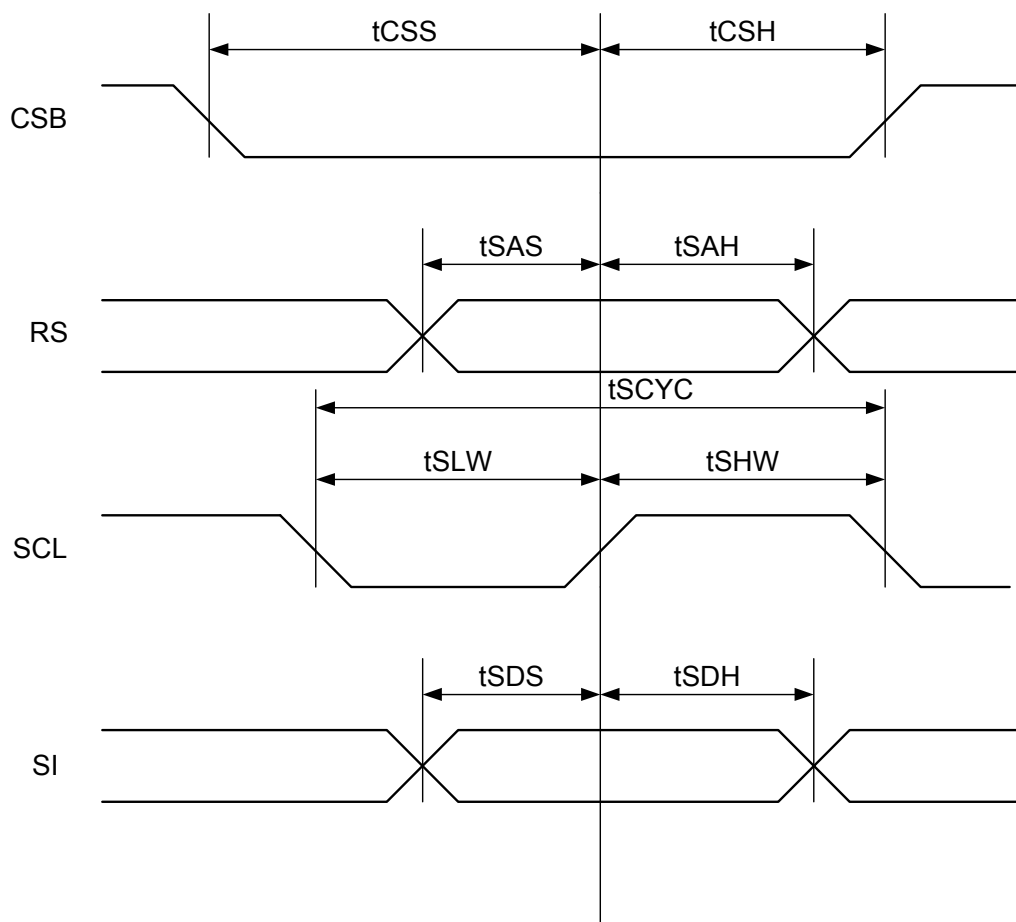 tCSS tCSH
CSB
tSAS tSAH
RS
tSCYC
tSLW tSHW
SCL
tSDS tSDH
SI